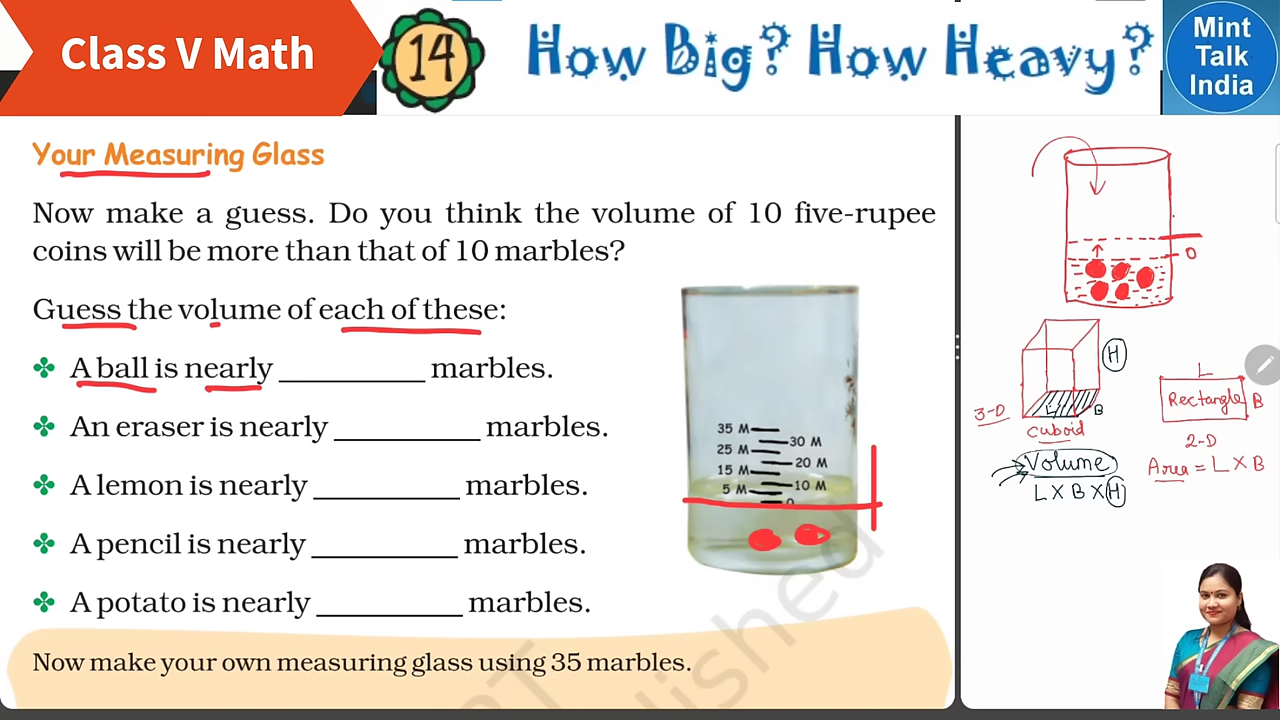 Class V Math
14
How Big? How Heavy?
Mint
Talk
India
Your Measuring Glass
Now make a guess. Do you think the volume of 10 five-rupee
coins will be more than that of 10 marbles?
Guess the volume of each of these:
A ball is nearly __________ marbles.
An eraser is nearly __________ marbles.
A lemon is nearly __________ marbles.
A pencil is nearly __________ marbles.
A potato is nearly __________ marbles.
35 M
30 M
25 M
20 M
15 M
10 M
5 M
0
Now make your own measuring glass using 35 marbles.
0
H
L
B
3-D
cuboid
Volume
L X B X H
L
Rectangle B
2-D
Area = L X B